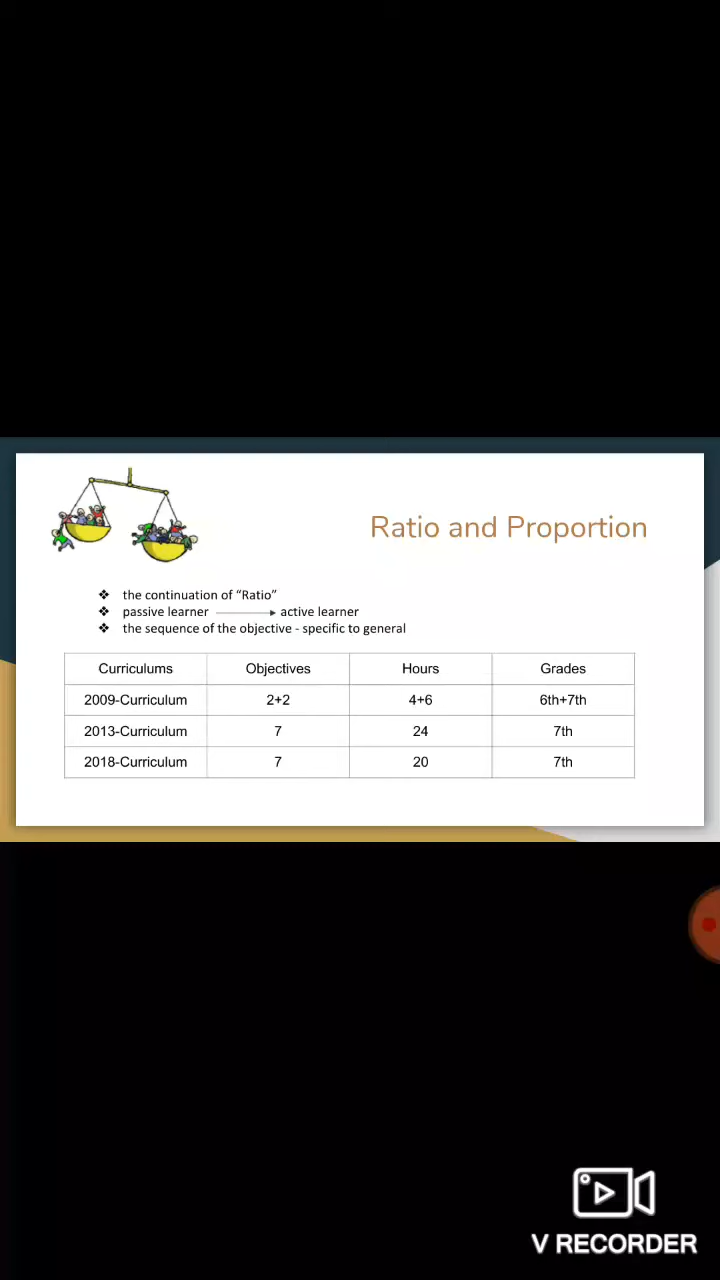 Ratio and Proportion
❖ the continuation of “Ratio”
❖ passive learner → active learner
❖ the sequence of the objective - specific to general
Curriculums Objectives Hours Grades
2009-Curriculum 2+2 4+6 6th+7th
2013-Curriculum 7 24 7th
2018-Curriculum 7 20 7th
V RECORDER